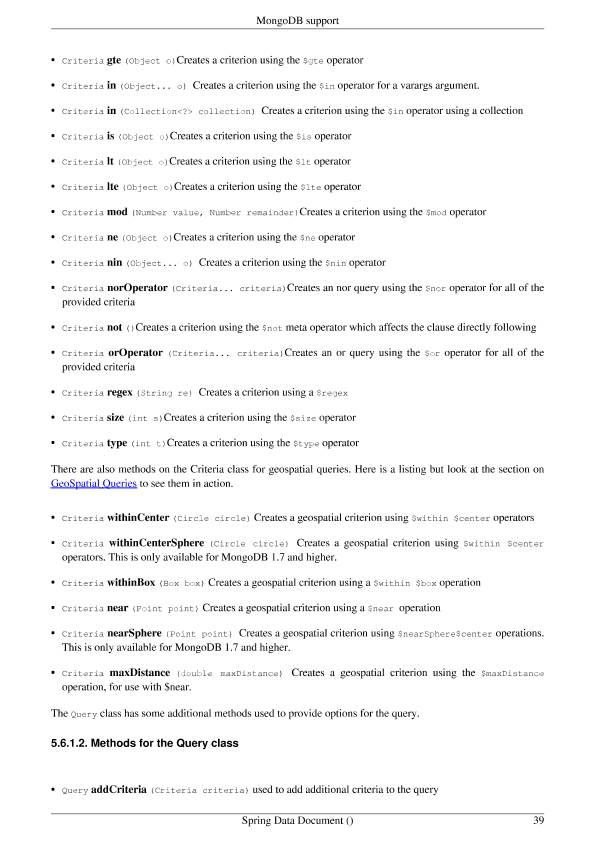 MongoDB support
• Criteria gte (Object o)Creates a criterion using the $gte operator
• Criteria in (Object... o) Creates a criterion using the $in operator for a varargs argument.
• Criteria in (Collection<?> collection) Creates a criterion using the $in operator using a collection
• Criteria is (Object o)Creates a criterion using the $is operator
• Criteria lt (Object o)Creates a criterion using the $lt operator
• Criteria lte (Object o)Creates a criterion using the $lte operator
• Criteria mod (Number value, Number remainder)Creates a criterion using the $mod operator
• Criteria ne (Object o)Creates a criterion using the $ne operator
• Criteria nin (Object... o) Creates a criterion using the $nin operator
• Criteria norOperator (Criteria... criteria)Creates an nor query using the $nor operator for all of the
provided criteria
• Criteria not ()Creates a criterion using the $not meta operator which affects the clause directly following
• Criteria orOperator (Criteria... criteria)Creates an or query using the $or operator for all of the
provided criteria
• Criteria regex (String re) Creates a criterion using a $regex
• Criteria size (int s)Creates a criterion using the $size operator
• Criteria type (int t)Creates a criterion using the $type operator
There are also methods on the Criteria class for geospatial queries. Here is a listing but look at the section on
GeoSpatial Queries to see them in action.
• Criteria withinCenter (Circle circle) Creates a geospatial criterion using $within $center operators
• Criteria withinCenterSphere (Circle circle) Creates a geospatial criterion using $within $center
operators. This is only available for MongoDB 1.7 and higher.
• Criteria withinBox (Box box) Creates a geospatial criterion using a $within $box operation
• Criteria near (Point point) Creates a geospatial criterion using a $near operation
• Criteria nearSphere (Point point) Creates a geospatial criterion using $nearSphere$center operations.
This is only available for MongoDB 1.7 and higher.
• Criteria maxDistance (double maxDistance) Creates a geospatial criterion using the $maxDistance
operation, for use with $near.
The Query class has some additional methods used to provide options for the query.
5.6.1.2. Methods for the Query class
• Query addCriteria (Criteria criteria) used to add additional criteria to the query
Spring Data Document () 39